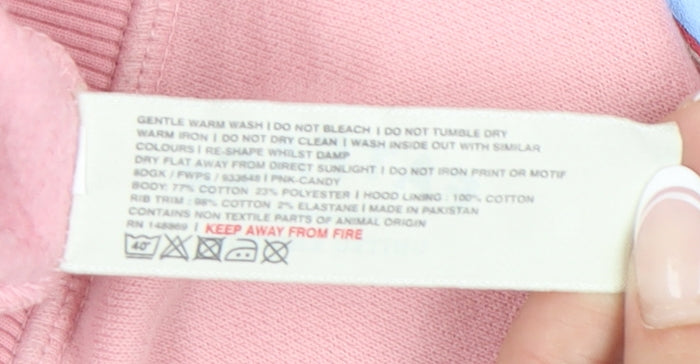 GENTLE WARM WASH | DO NOT BLEACH | DO NOT TUMBLE DRY
WARM IRON | DO NOT DRY CLEAN | WASH INSIDE OUT WITH SIMILAR
COLOURS | RE-SHAPE WHILST DAMP
DRY FLAT AWAY FROM DIRECT SUNLIGHT | DO NOT IRON PRINT OR MOTIF
/ FWPS / | PNK-CANDY
BODY: 77% COTTON 23% POLYESTER | HOOD LINING : 100% COTTON
RIB TRIM : 98% COTTON 2% ELASTANE | MADE IN PAKISTAN
CONTAINS NON TEXTILE PARTS OF ANIMAL ORIGIN
RN | KEEP AWAY FROM FIRE
40°